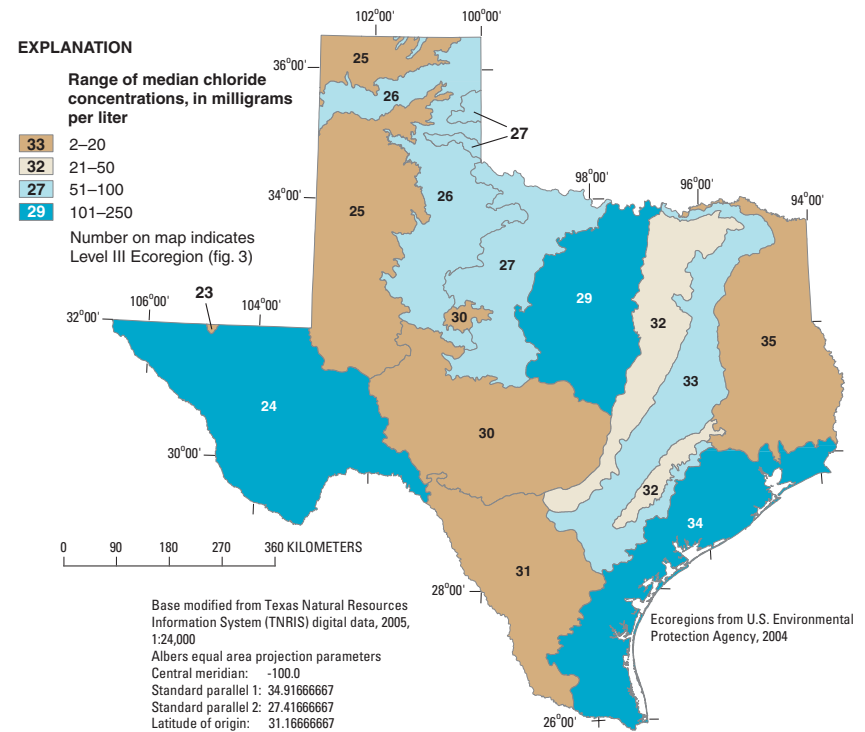 102°00'
100°00'
EXPLANATION
Range of median chloride
concentrations, in milligrams
per liter
33 2–20
32 21–50
27 51–100
29 101–250
Number on map indicates
Level III Ecoregion (fig. 3)
36°00'
25
26
27
34°00'
98°00'
96°00'
94°00'
25
26
27
23
106°00'
104°00'
32°00'
30
29
32
35
33
24
30
30°00'
32
34
0 90 180 270 360 KILOMETERS
31
28°00'
Base modified from Texas Natural Resources
Information System (TNRIS) digital data, 2005,
1:24,000
Albers equal area projection parameters
Central meridian: -100.0
Standard parallel 1: 34.91666667
Standard parallel 2: 27.41666667
Latitude of origin: 31.16666667
Ecoregions from U.S. Environmental
Protection Agency, 2004
26°00'